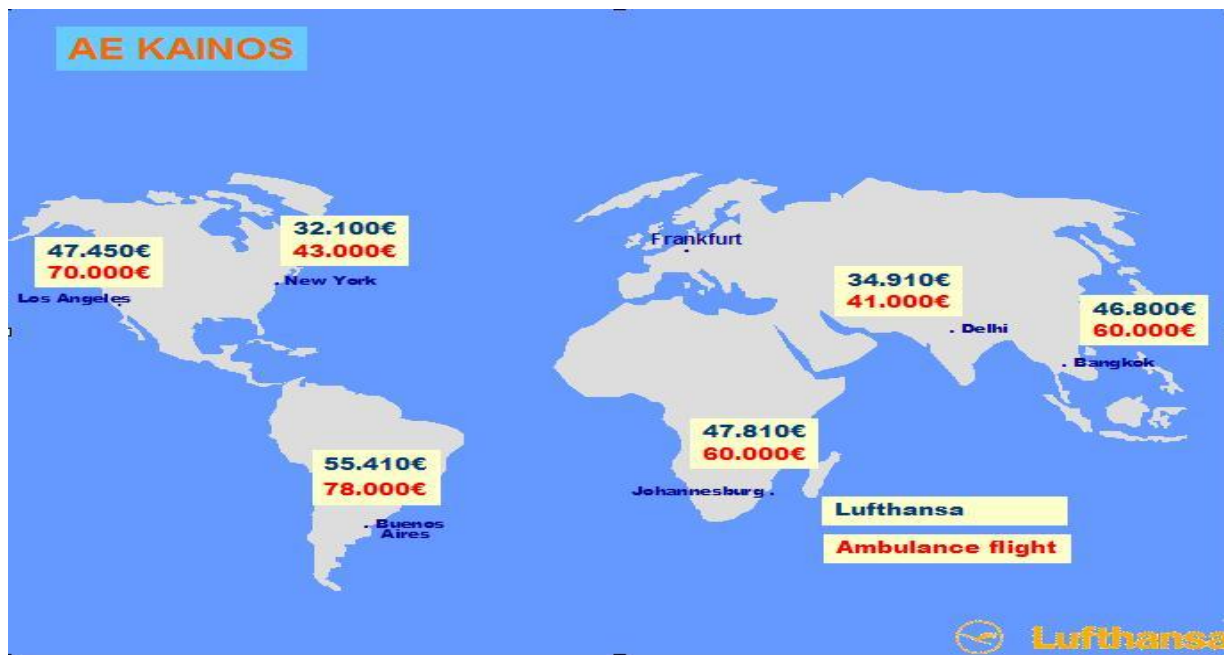 AE KAINOS
32.100€
43.000€
New York
47.450€
70.000€
Los Angeles
Frankfurt
34.910€
41.000€
Delhi
46.800€
60.000€
Bangkok
47.810€
60.000€
Johannesburg
55.410€
78.000€
Buenos
Aires
Lufthansa
Ambulance flight
Lufthansa